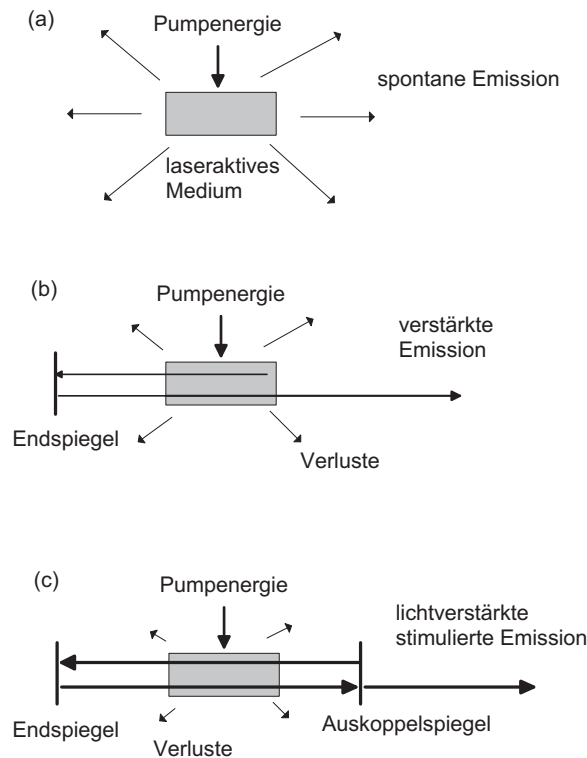 (a)
Pumpenergie
spontane Emission
laseraktives
Medium
(b)
Pumpenergie
verstärkte
Emission
Endspiegel
Verluste
(c)
Pumpenergie
lichtverstärkte
stimulierte Emission
Endspiegel
Auskoppelspiegel
Verluste